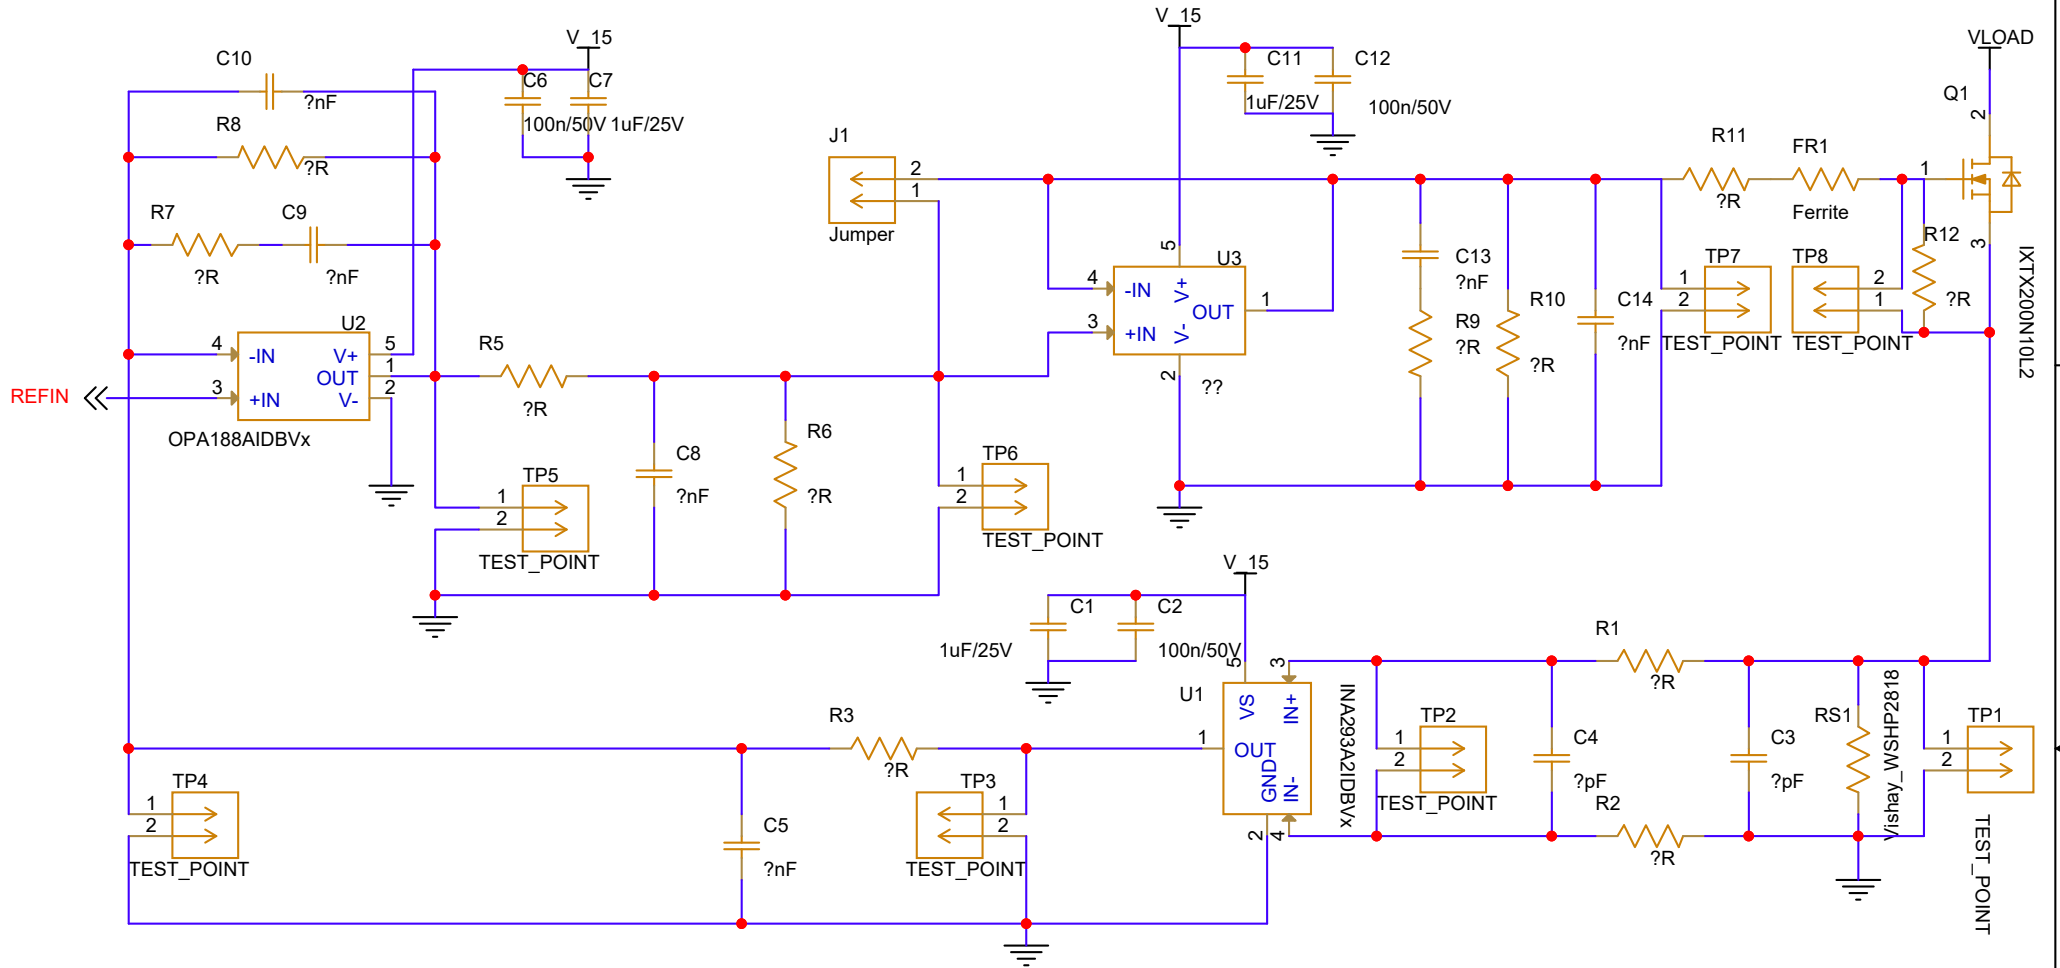 V_15
C10
?nF
C6
100n/50V
C7
1uF/25V
R8
?R
R7
?R
C9
?nF
U2
4
-IN
3
+IN
V+
5
OUT
1
V-
2
OPA188AIDBVx
REFIN
R5
?R
C8
?nF
R6
?R
TP5
1
2
TEST_POINT
TP6
1
2
TEST_POINT
J1
2
1
Jumper
V_15
C11
1uF/25V
C12
100n/50V
U3
5
V+
4
-IN
3
+IN
V-
2
OUT
1
??
C13
?nF
R9
?R
R10
?R
C14
?nF
R11
?R
FR1
Ferrite
TP7
1
2
TEST_POINT
TP8
2
1
TEST_POINT
R12
?R
VLOAD
Q1
2
1
3
IXTX200N10L2
V_15
C1
1uF/25V
C2
100n/50V
U1
5
VS
3
IN+
1
OUT
GND
2
IN-
4
INA293A2IDBVx
TP2
1
2
TEST_POINT
C4
?pF
R1
?R
R2
?R
C3
?pF
RS1
Vishay_WSHP2818
TP1
1
2
TEST_POINT
R3
?R
TP4
1
2
TEST_POINT
C5
?nF
TP3
1
2
TEST_POINT